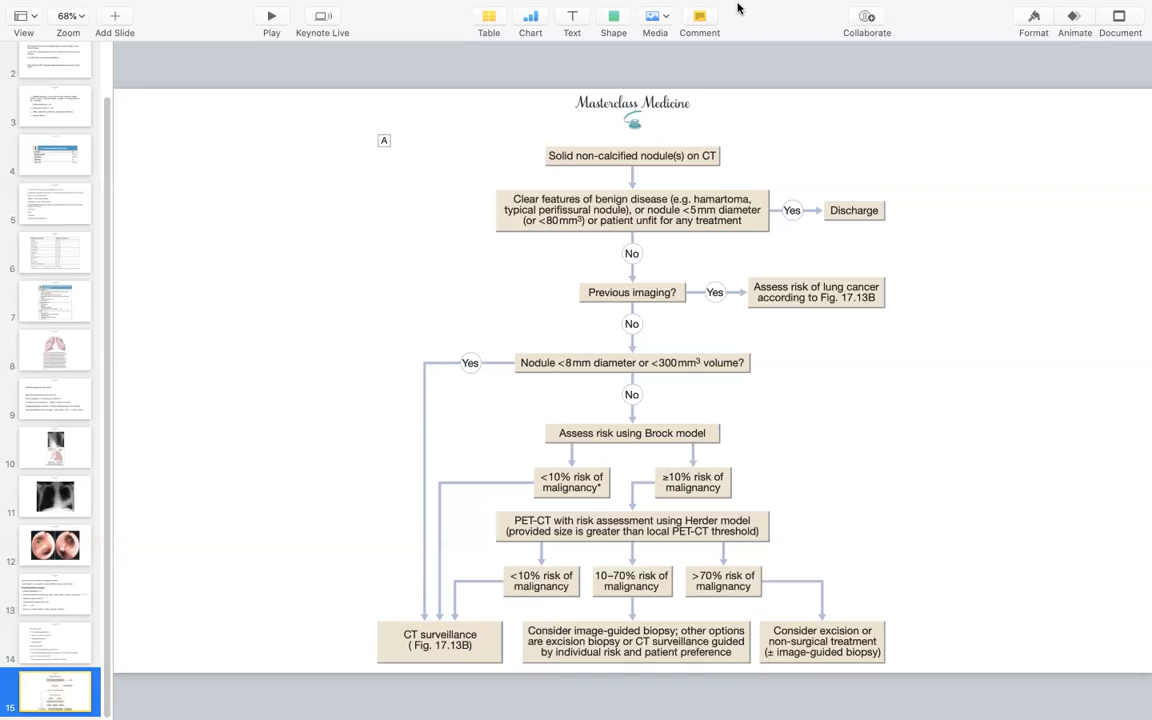 68%
View
Zoom
Add Slide
Play
Keynote Live
Table
Chart
Text
Shape
Media
Comment
Collaborate
Format
Animate
Document
2
3
4
5
6
7
8
9
10
11
12
13
14
15
Masterclass Medicine
A
Solid non-calcified nodule(s) on CT
Clear features of benign disease (e.g. hamartoma,
typical perifissural nodule), or nodule <5 mm diameter
(or <80 mm³) or patient unfit for any treatment
Yes
Discharge
No
Previous imaging?
Yes
Assess risk of lung cancer
according to Fig. 17.13B
No
Yes
Nodule <8 mm diameter or <300 mm³ volume?
No
Assess risk using Brock model
<10% risk of
malignancy*
≥10% risk of
malignancy
PET-CT with risk assessment using Herder model
(provided size is greater than local PET-CT threshold)
<10% risk of
malignancy
10–70% risk of
malignancy
>70% risk of
malignancy
CT surveillance
( Fig. 17.13B)
Consider image-guided biopsy; other options
are excision biopsy or CT surveillance guided
by individual risk and patient preference
Consider excision or
non-surgical treatment
(± image-guided biopsy)